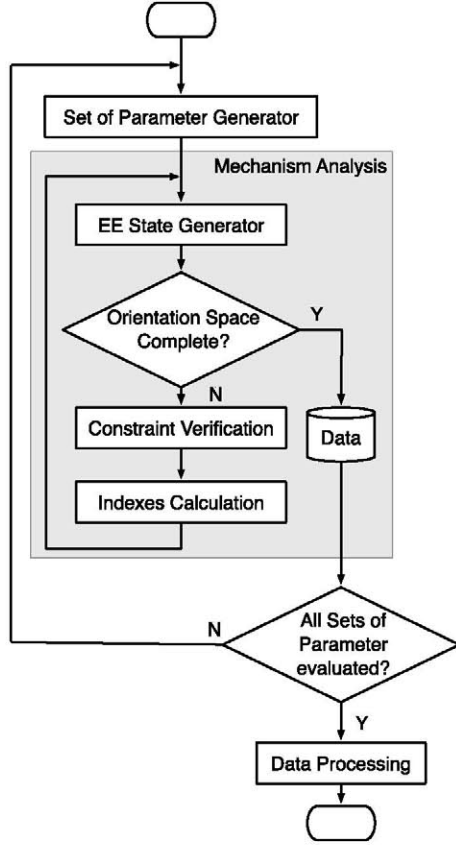 Set of Parameter Generator
Mechanism Analysis
EE State Generator
Orientation Space
Complete?
Y
N
Constraint Verification
Data
Indexes Calculation
All Sets of
Parameter
evaluated?
N
Y
Data Processing